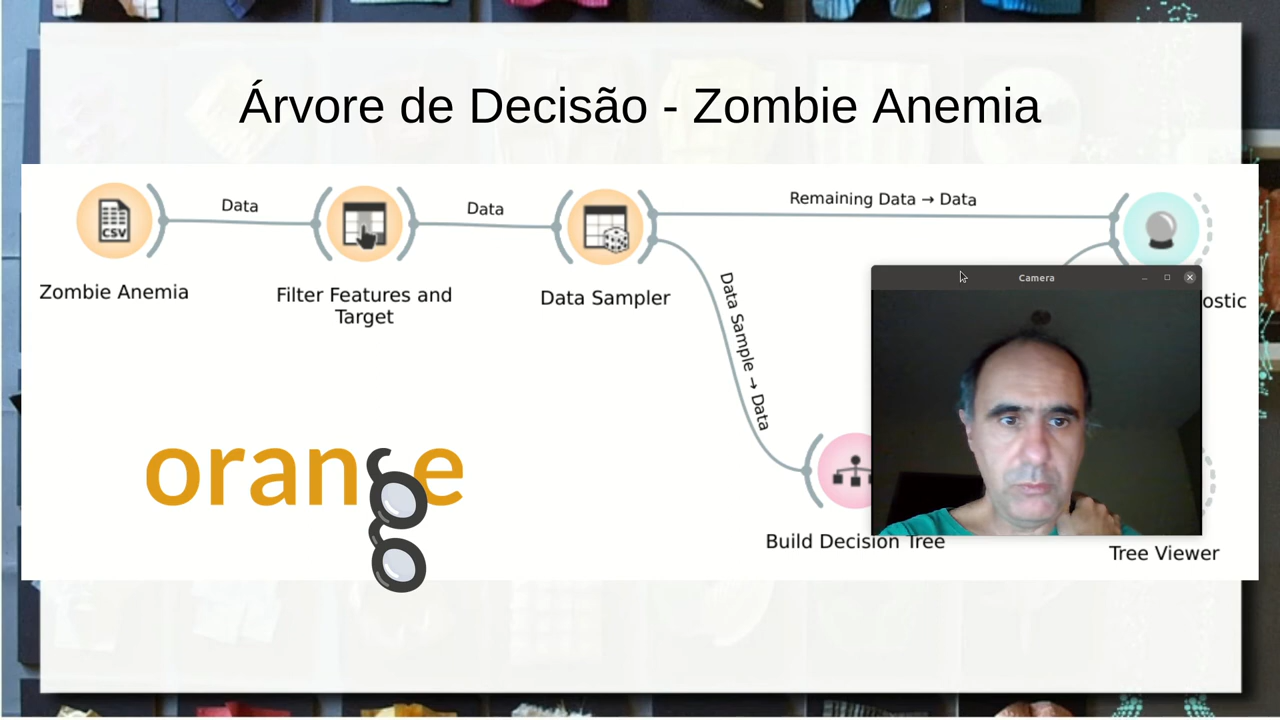 Árvore de Decisão - Zombie Anemia
Data
Data
Remaining Data → Data
CSV
Zombie Anemia
Filter Features and
Target
Data Sampler
Data Sample → Data
Camera
ostic
orange
Build Decision Tree
Tree Viewer